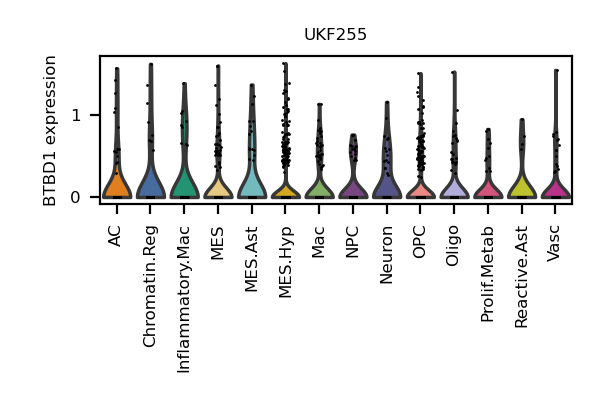 UKF255
BTBD1 expression
1
0
AC
Chromatin.Reg
Inflammatory.Mac
MES
MES.Ast
MES.Hyp
Mac
NPC
Neuron
OPC
Oligo
Prolif.Metab
Reactive.Ast
Vasc